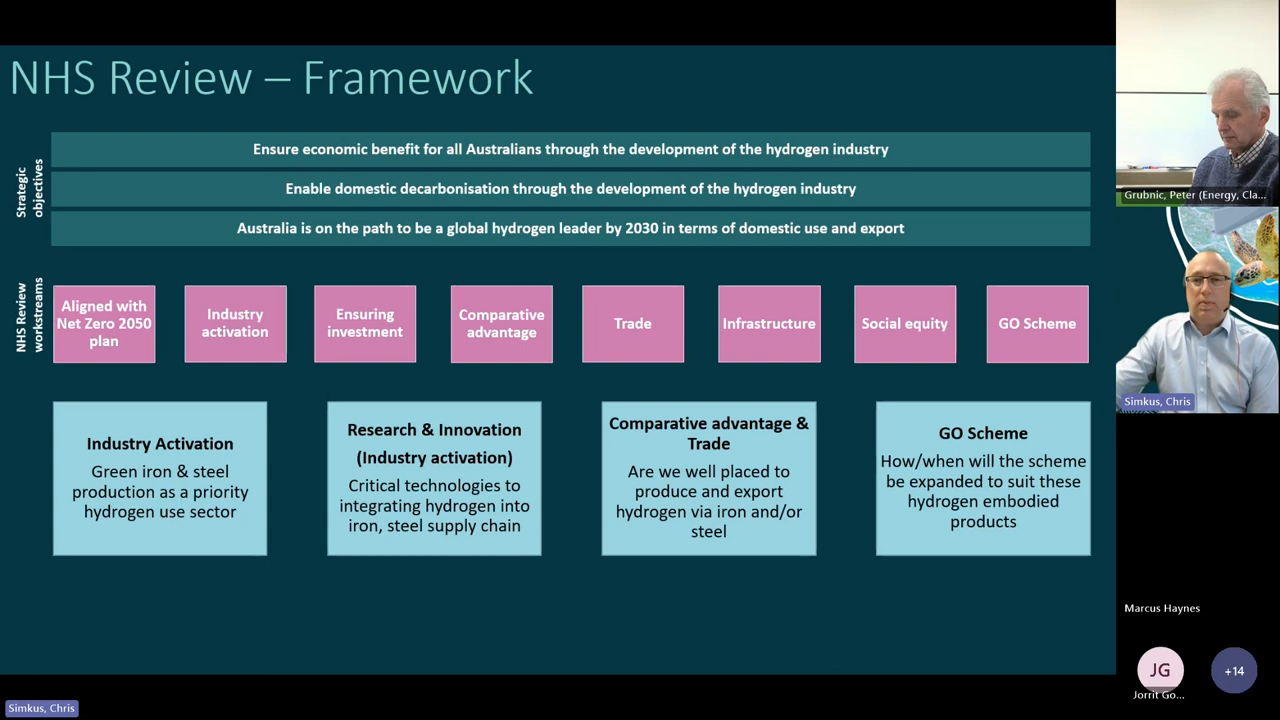 NHS Review – Framework
Strategic
objectives
Ensure economic benefit for all Australians through the development of the hydrogen industry
Enable domestic decarbonisation through the development of the hydrogen industry
Australia is on the path to be a global hydrogen leader by 2030 in terms of domestic use and export
NHS Review
workstreams
Aligned with
Net Zero 2050
plan
Industry
activation
Ensuring
investment
Comparative
advantage
Trade
Infrastructure
Social equity
GO Scheme
Industry Activation
Green iron & steel
production as a priority
hydrogen use sector
Research & Innovation
(Industry activation)
Critical technologies to
integrating hydrogen into
iron, steel supply chain
Comparative advantage &
Trade
Are we well placed to
produce and export
hydrogen via iron and/or
steel
GO Scheme
How/when will the scheme
be expanded to suit these
hydrogen embodied
products
Grubnic, Peter (Energy, Cla...
Simkus, Chris
Marcus Haynes
JG
Jorrit Go...
+14
Simkus, Chris